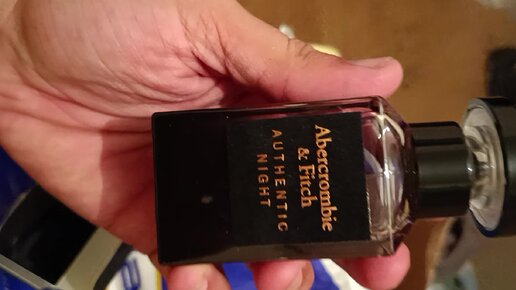 Abercrombie
& Fitch
AUTHENTIC
NIGHT